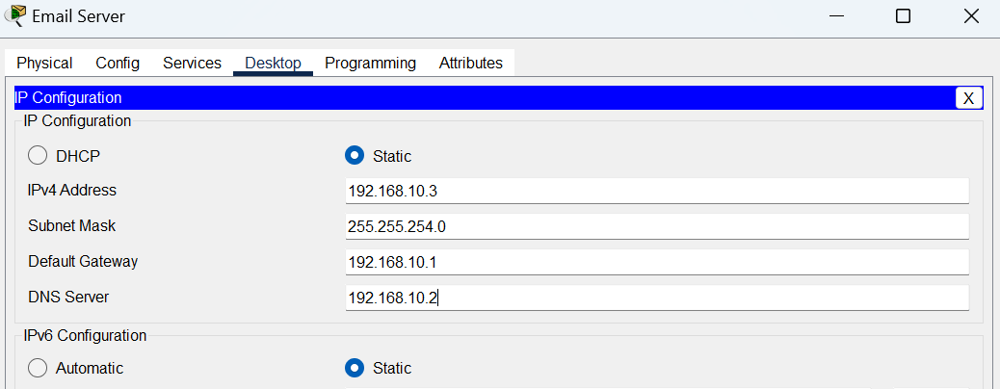 Email Server
Physical Config Services Desktop Programming Attributes
IP Configuration X
IP Configuration
DHCP Static
IPv4 Address 192.168.10.3
Subnet Mask 255.255.254.0
Default Gateway 192.168.10.1
DNS Server 192.168.10.2
IPv6 Configuration
Automatic Static